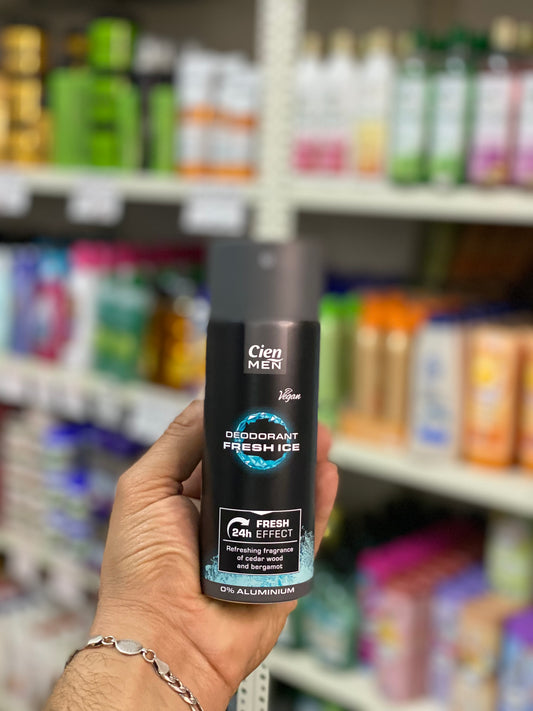 Cien
MEN
Vegan
DEODORANT
FRESH ICE
24h
FRESH
EFFECT
Refreshing fragrance
of cedar wood
and bergamot
0% ALUMINIUM